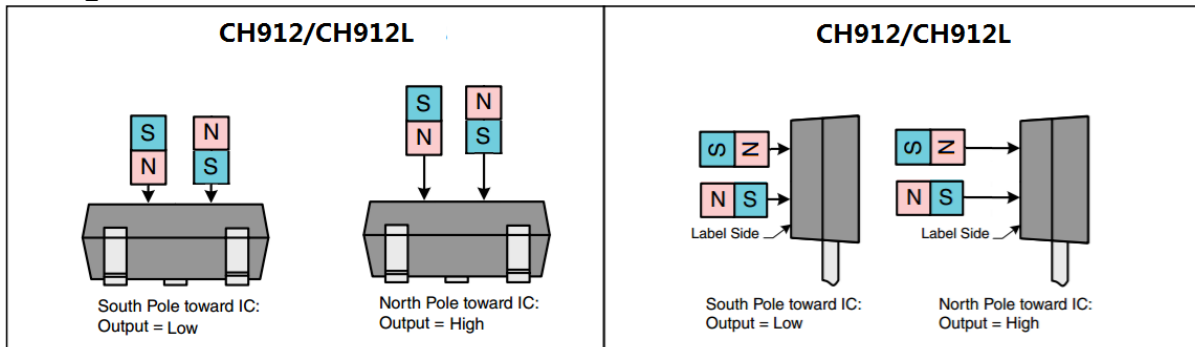 CH912/CH912L
S
N
N
S
S
N
N
S
South Pole toward IC:
Output = Low
North Pole toward IC:
Output = High
CH912/CH912L
S N
N S
Label Side
S N
N S
Label Side
South Pole toward IC:
Output = Low
North Pole toward IC:
Output = High